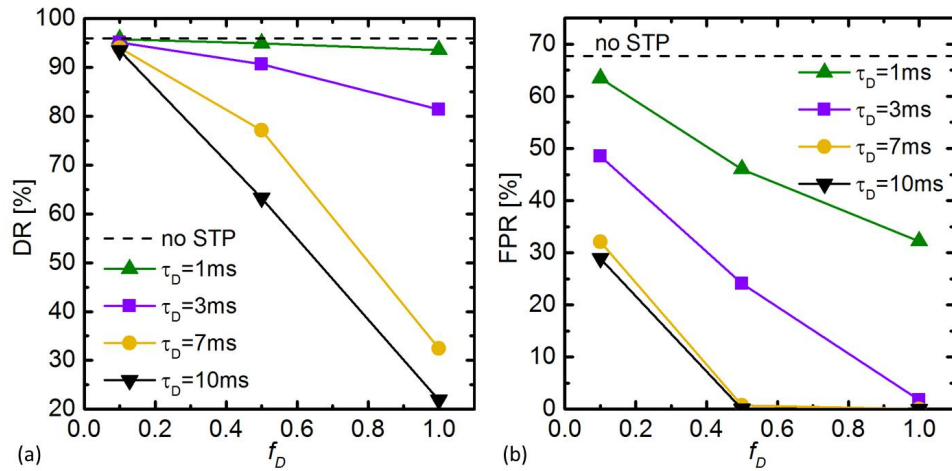 100
90
80
70
60
50
40
30
20
DR [%]
no STP
τD=1ms
τD=3ms
τD=7ms
τD=10ms
0.0 0.2 0.4 0.6 0.8 1.0
fD
(a)
70
60
50
40
30
20
10
0
FPR [%]
no STP
τD=1ms
τD=3ms
τD=7ms
τD=10ms
0.0 0.2 0.4 0.6 0.8 1.0
fD
(b)